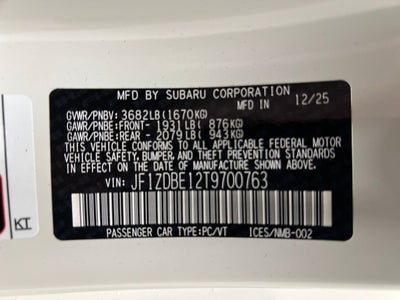 MFD BY SUBARU CORPORATION
IN JAPAN 12/25
GVWR/PNBV: 3682LB(1670KG)
GAWR/PNBE:FRONT- 1931LB( 876KG)
GAWR/PNBE:REAR - 2079LB( 943KG)
THIS VEHICLE CONFORMS TO ALL APPLICABLE FEDERAL MOTOR
VEHICLE SAFETY, BUMPER, AND THEFT PREVENTION STANDARDS
IN EFFECT ON THE DATE OF MANUFACTURE SHOWN ABOVE.
VIN: JF1ZDBE12T9700763
PASSENGER CAR TYPE:PC/VT ICES/NMB-002
KI